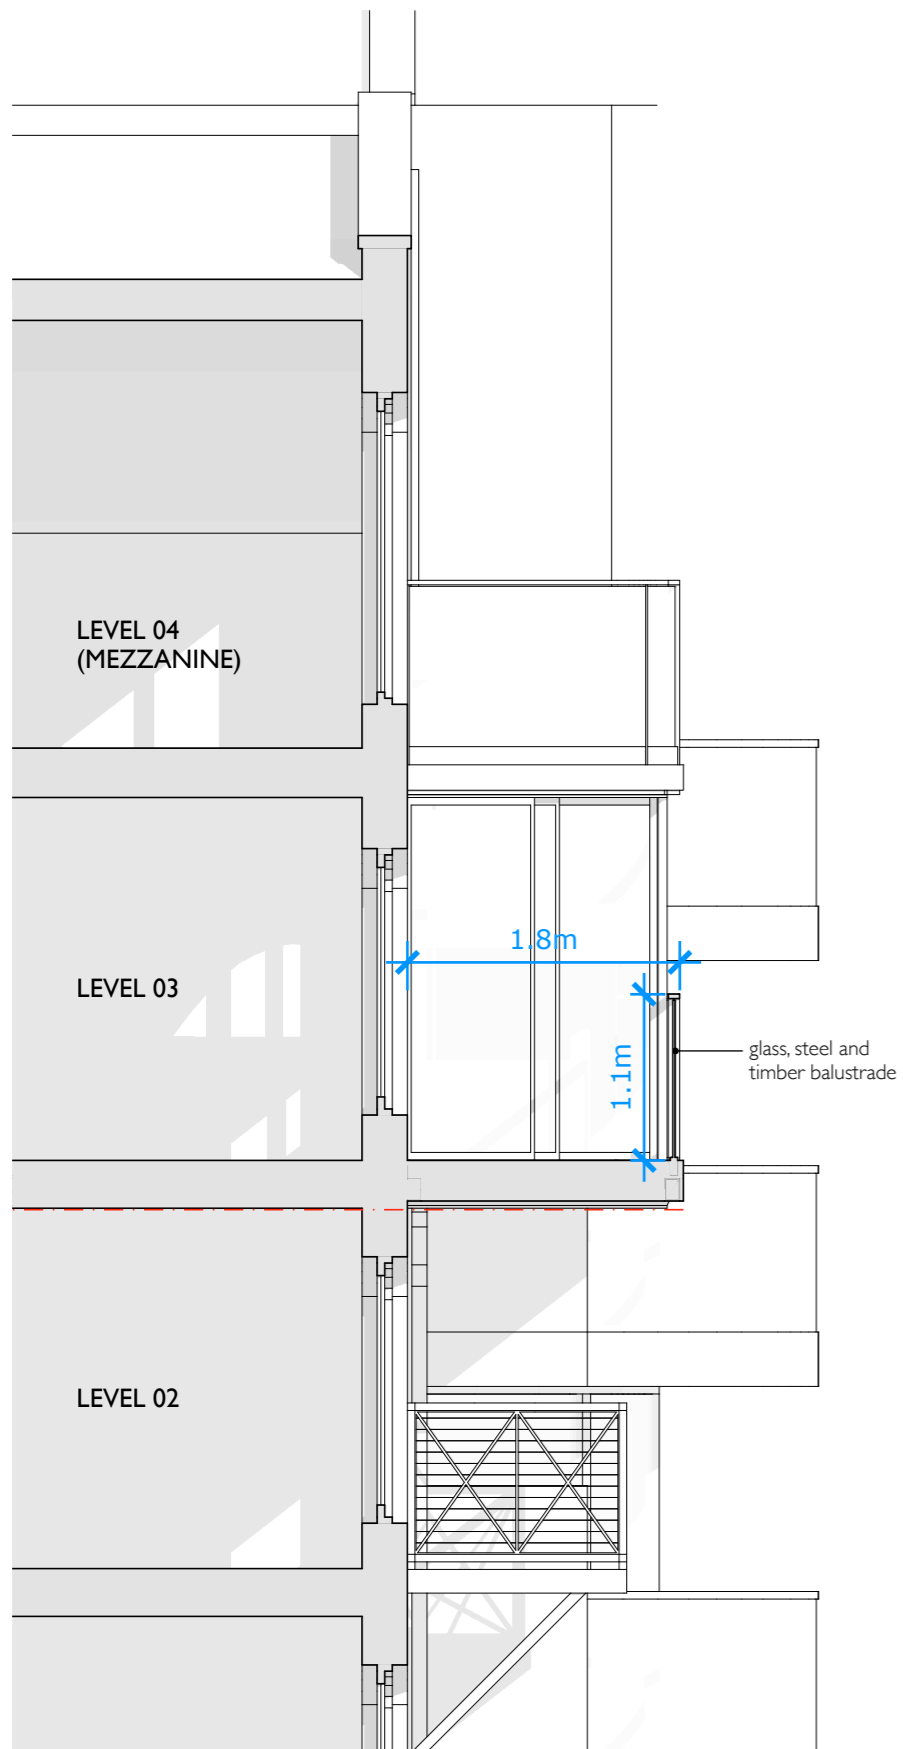 LEVEL 04
(MEZZANINE)
1.8m
LEVEL 03
1.1m
glass, steel and
timber balustrade
LEVEL 02